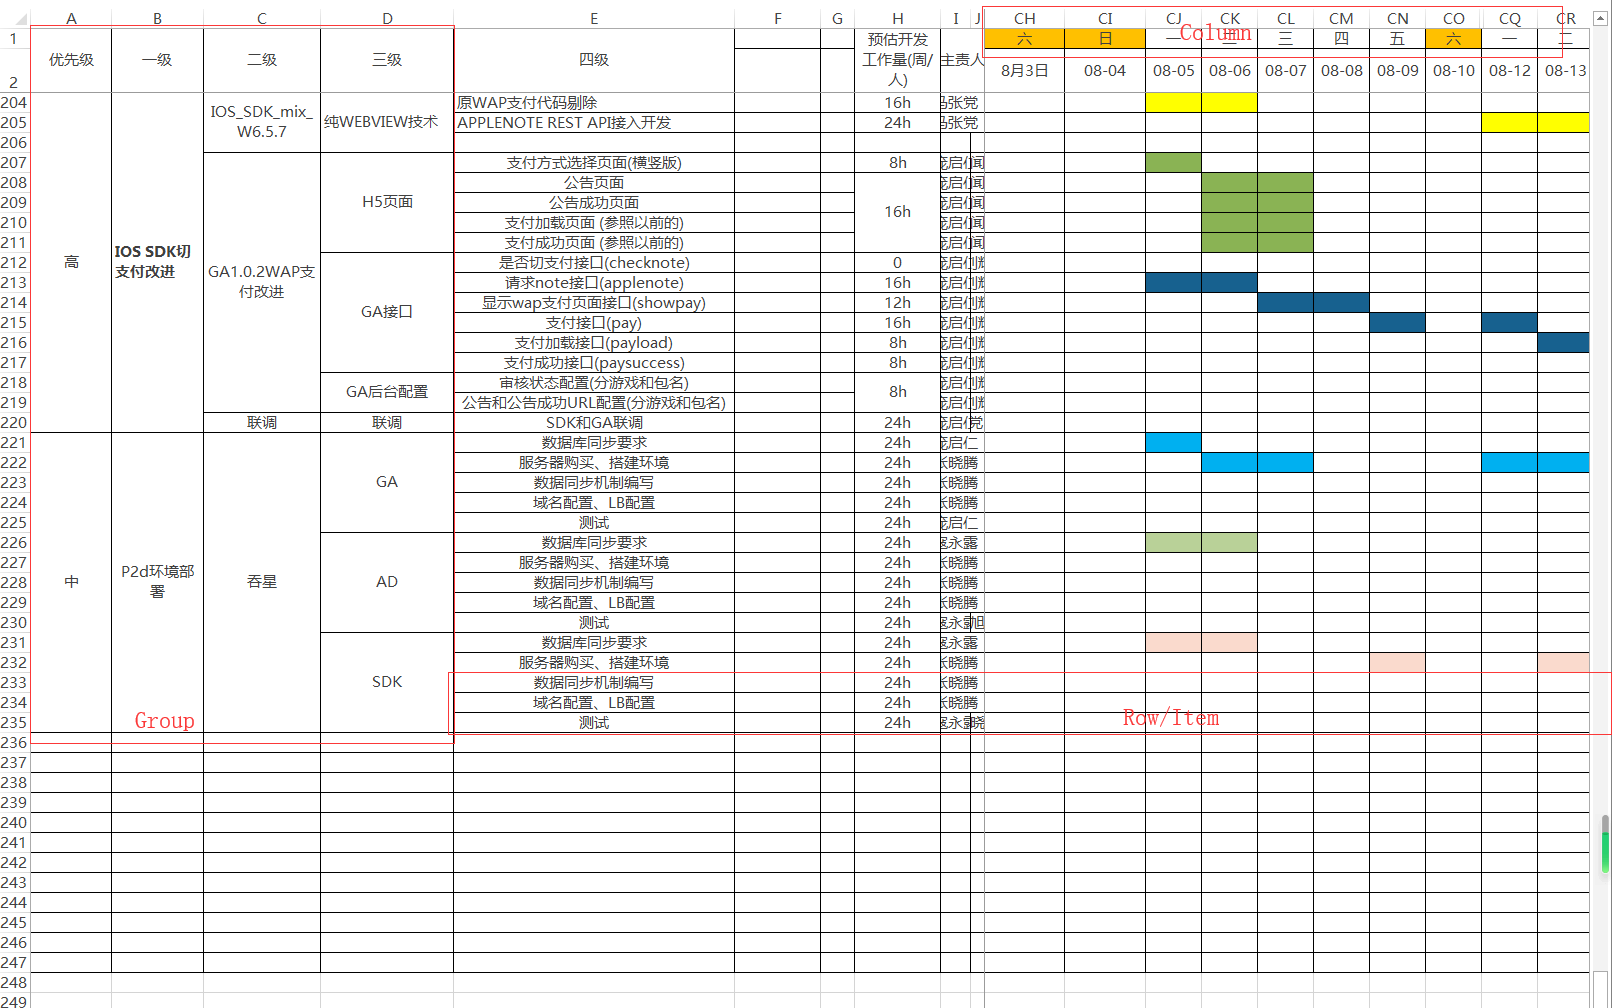 A B C D E F G H I J CH CI CJ CK CL CM CN CO CQ CR
Column
1 优先级 一级 二级 三级 四级 预估开发工作量(周/人) 主责人 六 日 一 三 四 五 六 一 二
2 8月3日 08-04 08-05 08-06 08-07 08-08 08-09 08-10 08-12 08-13
204 高 IOS SDK切支付改进 IOS_SDK_mix_W6.5.7 纯WEBVIEW技术 原WAP支付代码剔除 16h 张党
205 APPLENOTE REST API接入开发 24h 张党
206
207 GA1.0.2WAP支付改进 H5页面 支付方式选择页面(横竖版) 8h 启
208 公告页面 16h 启
209 公告成功页面 启
210 支付加载页面 (参照以前的) 启
211 支付成功页面 (参照以前的) 启
212 GA接口 是否切支付接口(checknote) 0 启
213 请求note接口(applenote) 16h 启
214 显示wap支付页面接口(showpay) 12h 启
215 支付接口(pay) 16h 启
216 支付加载接口(payload) 8h 启
217 支付成功接口(paysuccess) 8h 启
218 GA后台配置 审核状态配置(分游戏和包名) 8h 启
219 公告和公告成功URL配置(分游戏和包名) 启
220 联调 联调 SDK和GA联调 24h 启 党
221 中 P2d环境部署 吞星 GA 数据库同步要求 24h 启仁
222 服务器购买、搭建环境 24h 晓腾
223 数据同步机制编写 24h 晓腾
224 域名配置、LB配置 24h 晓腾
225 测试 24h 启仁
226 AD 数据库同步要求 24h 永露
227 服务器购买、搭建环境 24h 晓腾
228 数据同步机制编写 24h 晓腾
229 域名配置、LB配置 24h 晓腾
230 测试 24h 永
231 SDK 数据库同步要求 24h 永露
232 服务器购买、搭建环境 24h 晓腾
233 数据同步机制编写 24h 晓腾
234 域名配置、LB配置 24h 晓腾
235 测试 24h 永
Group
Row/Item
236
237
238
239
240
241
242
243
244
245
246
247
248
249